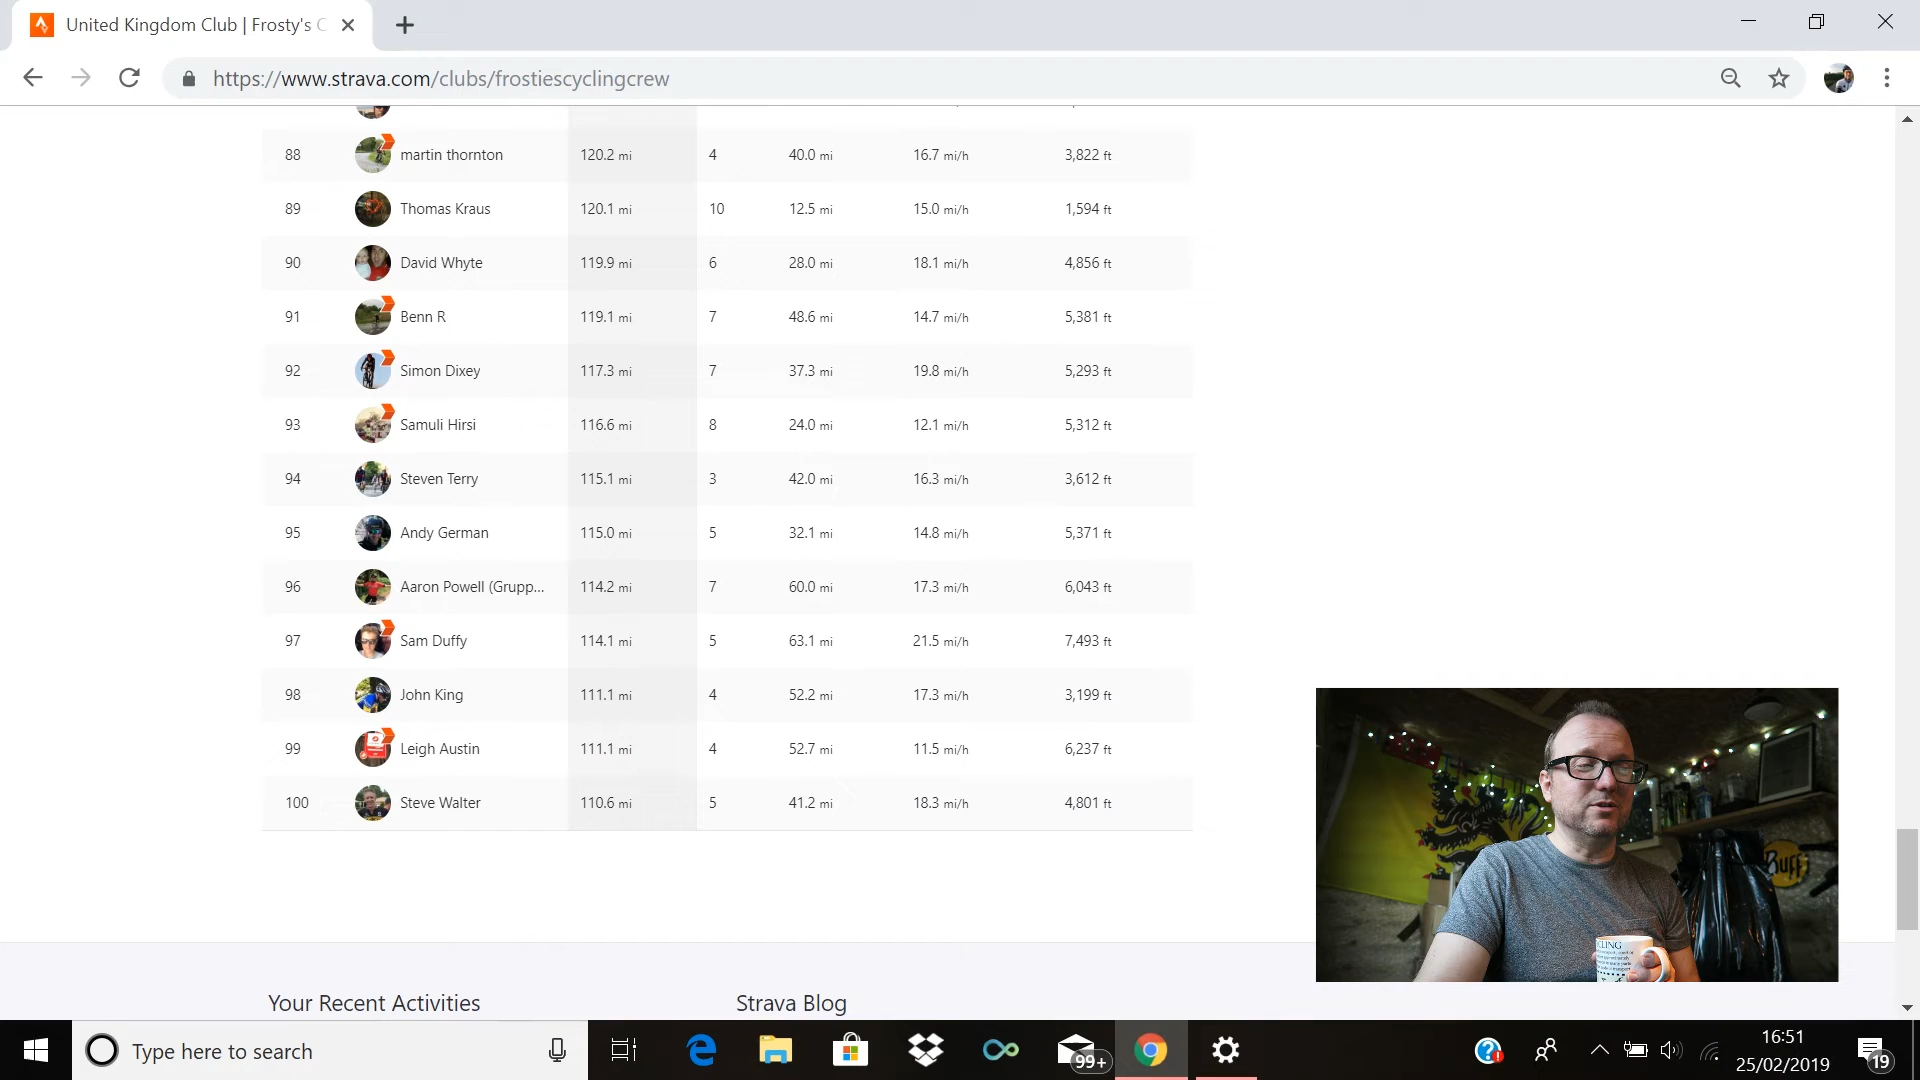 United Kingdom Club | Frosty's C
https://www.strava.com/clubs/frostiescyclingcrew
88 martin thornton 120.2 mi 4 40.0 mi 16.7 mi/h 3,822 ft
89 Thomas Kraus 120.1 mi 10 12.5 mi 15.0 mi/h 1,594 ft
90 David Whyte 119.9 mi 6 28.0 mi 18.1 mi/h 4,856 ft
91 Benn R 119.1 mi 7 48.6 mi 14.7 mi/h 5,381 ft
92 Simon Dixey 117.3 mi 7 37.3 mi 19.8 mi/h 5,293 ft
93 Samuli Hirsi 116.6 mi 8 24.0 mi 12.1 mi/h 5,312 ft
94 Steven Terry 115.1 mi 3 42.0 mi 16.3 mi/h 3,612 ft
95 Andy German 115.0 mi 5 32.1 mi 14.8 mi/h 5,371 ft
96 Aaron Powell (Grupp... 114.2 mi 7 60.0 mi 17.3 mi/h 6,043 ft
97 Sam Duffy 114.1 mi 5 63.1 mi 21.5 mi/h 7,493 ft
98 John King 111.1 mi 4 52.2 mi 17.3 mi/h 3,199 ft
99 Leigh Austin 111.1 mi 4 52.7 mi 11.5 mi/h 6,237 ft
100 Steve Walter 110.6 mi 5 41.2 mi 18.3 mi/h 4,801 ft
BUFF
CLING
Your Recent Activities Strava Blog
Type here to search
99+
16:51
25/02/2019
19